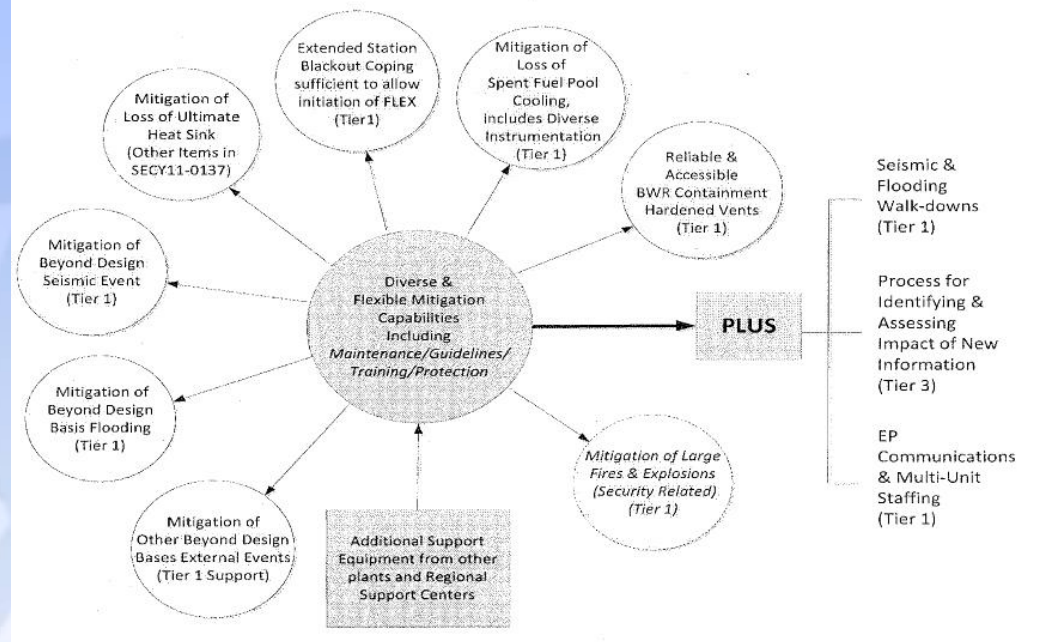 Extended Station
Blackout Coping
sufficient to allow
initiation of FLEX
(Tier1)
Mitigation of
Loss of
Spent Fuel Pool
Cooling,
includes Diverse
Instrumentation
(Tier 1)
Mitigation of
Loss of Ultimate
Heat Sink
(Other Items in
SECY11-0137)
Reliable &
Accessible
BWR Containment
Hardened Vents
(Tier 1)
Mitigation of
Beyond Design
Seismic Event
(Tier 1)
Diverse &
Flexible Mitigation
Capabilities
Including
Maintenance/Guidelines/
Training/Protection
PLUS
Seismic &
Flooding
Walk-downs
(Tier 1)
Process for
Identifying &
Assessing
Impact of New
Information
(Tier 3)
EP
Communications
& Multi-Unit
Staffing
(Tier 1)
Mitigation of
Beyond Design
Basis Flooding
(Tier 1)
Mitigation of Large
Fires & Explosions
(Security Related)
(Tier 1)
Mitigation of
Other Beyond Design
Bases External Events
(Tier 1 Support)
Additional Support
Equipment from other
plants and Regional
Support Centers